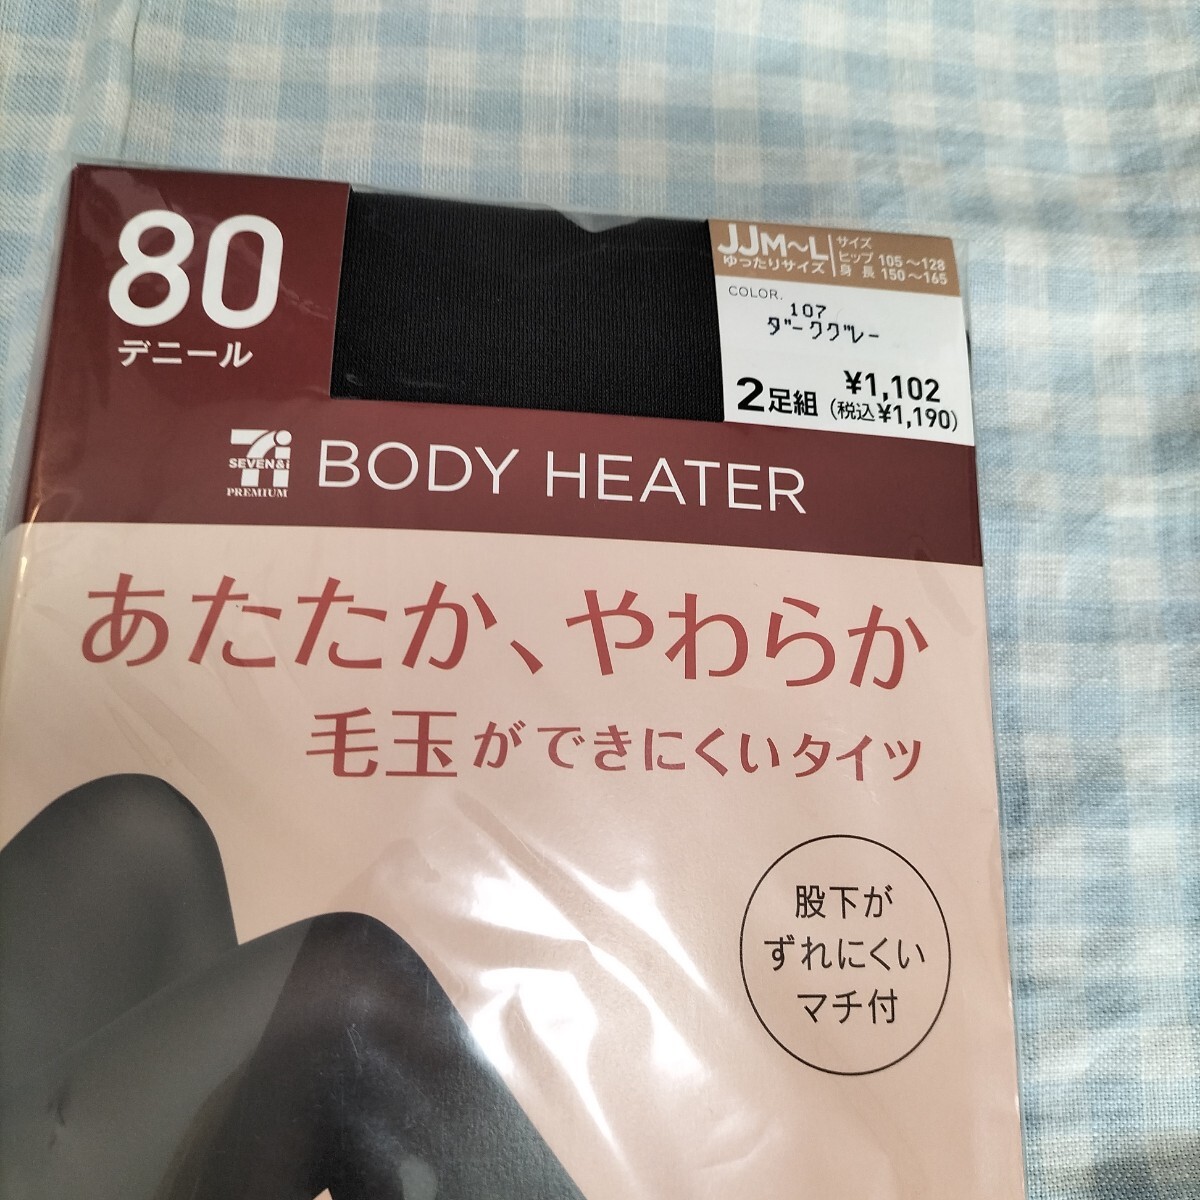 80
デニール
JJM〜L
ゆったりサイズ
サイズ
ヒップ 105〜128
身長 150〜165
COLOR.
107
ダークグレー
¥1,102
2足組 (税込¥1,190)
7i
SEVEN&i
PREMIUM
BODY HEATER
あたたか、やわらか
毛玉ができにくいタイツ
股下が
ずれにくい
マチ付